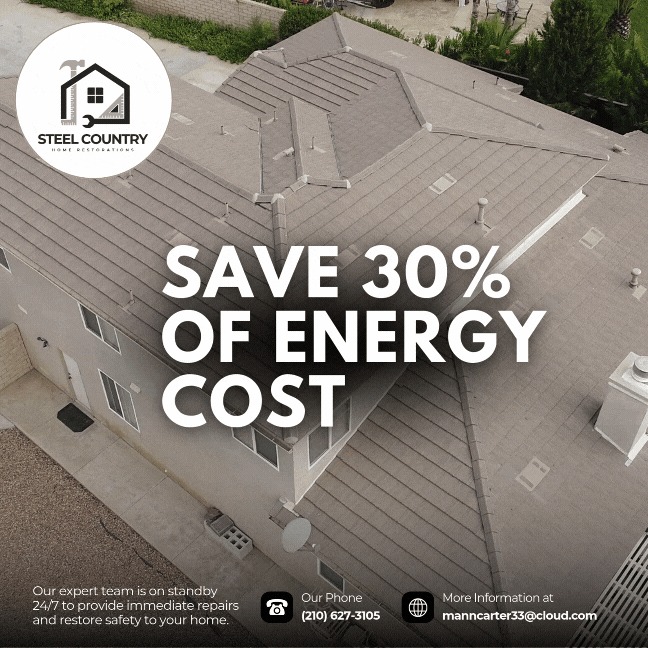 STEEL COUNTRY
HOME RESTORATIONS
SAVE 30%
OF ENERGY
COST
Our expert team is on standby
24/7 to provide immediate repairs
and restore safety to your home.
Our Phone
(210) 627-3105
More Information at
manncarter33@cloud.com